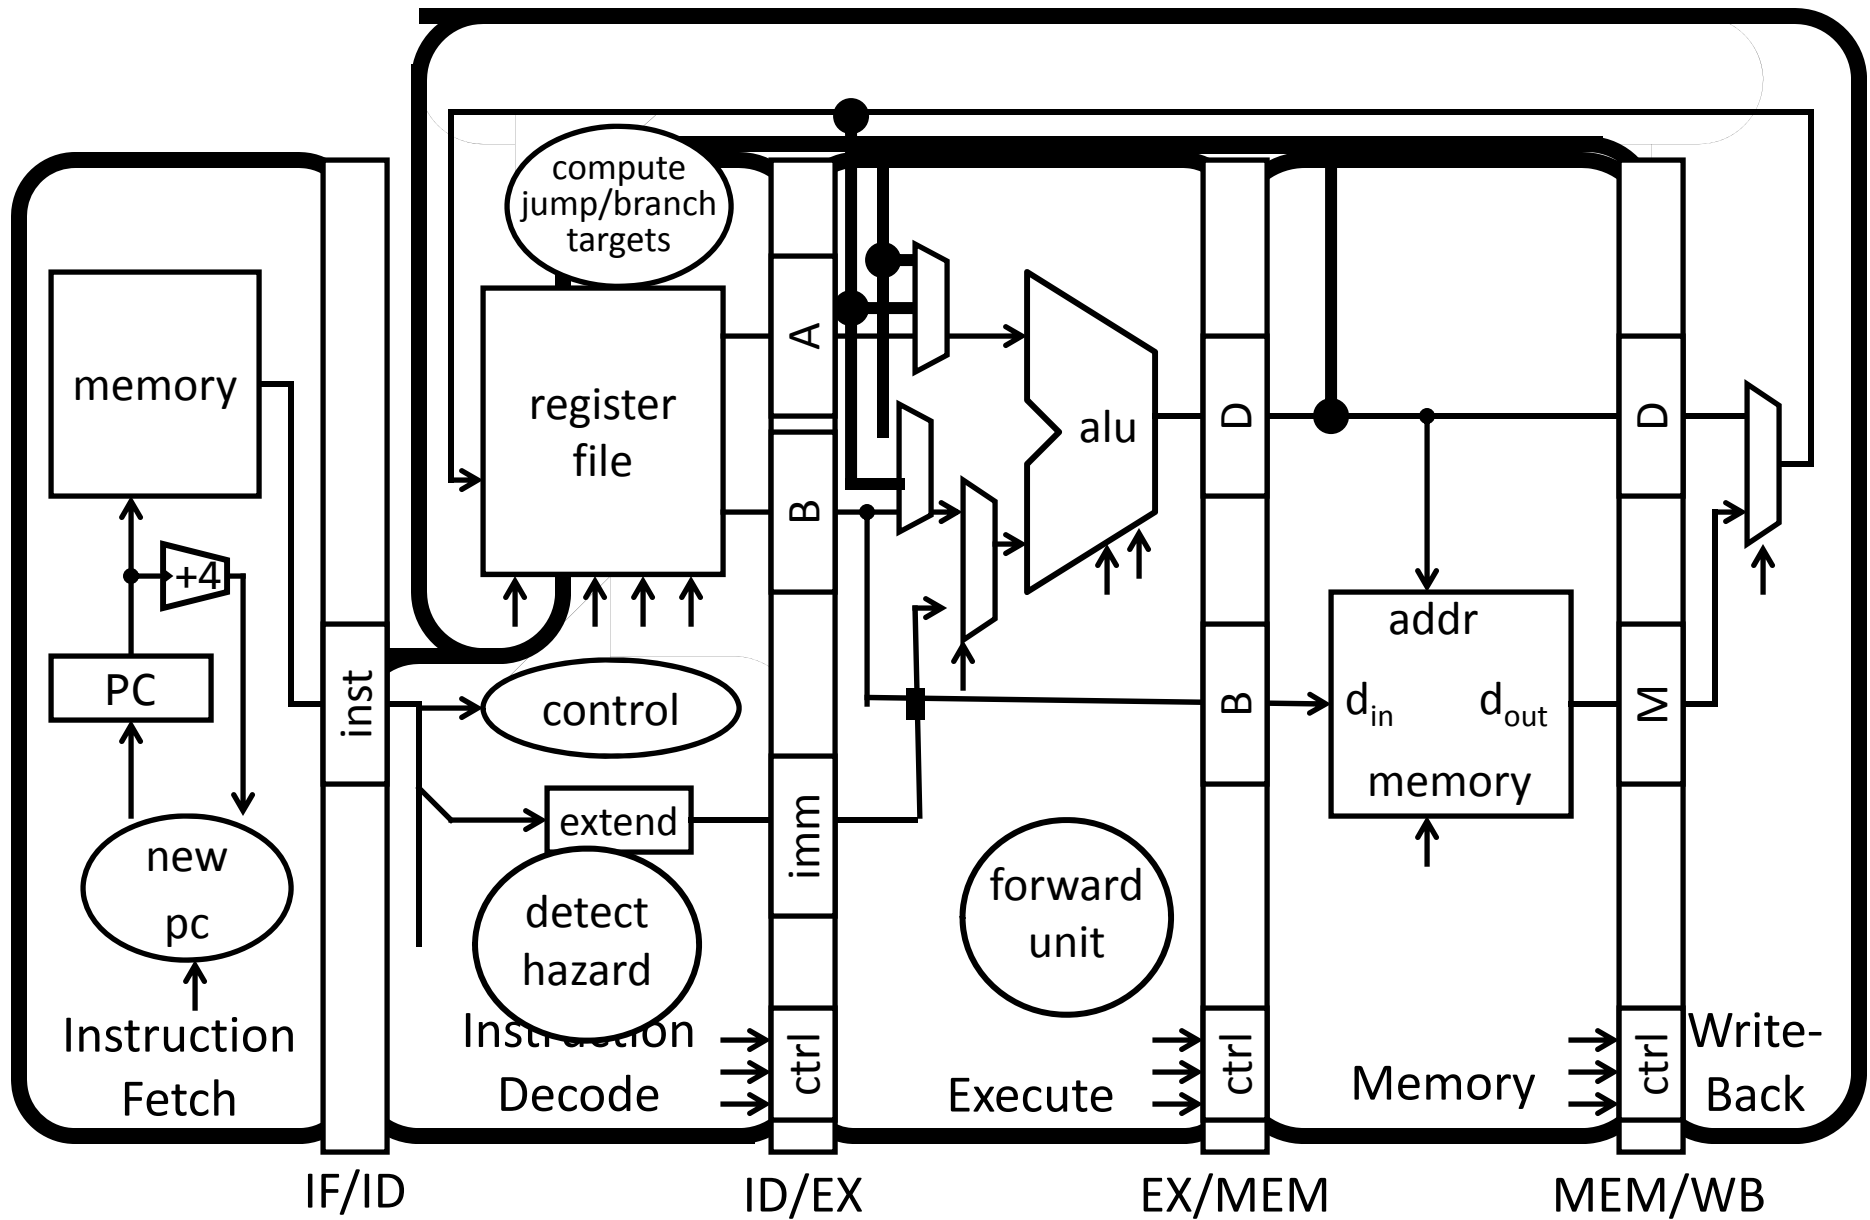 compute
jump/branch
targets
memory
register
file
A
B
alu
D
D
+4
PC
inst
control
addr
d_in d_out
memory
B
M
extend
imm
new
pc
detect
hazard
forward
unit
Instruction
Fetch
Instruction
Decode
ctrl
Execute
ctrl
Memory
ctrl
Write-
Back
IF/ID
ID/EX
EX/MEM
MEM/WB